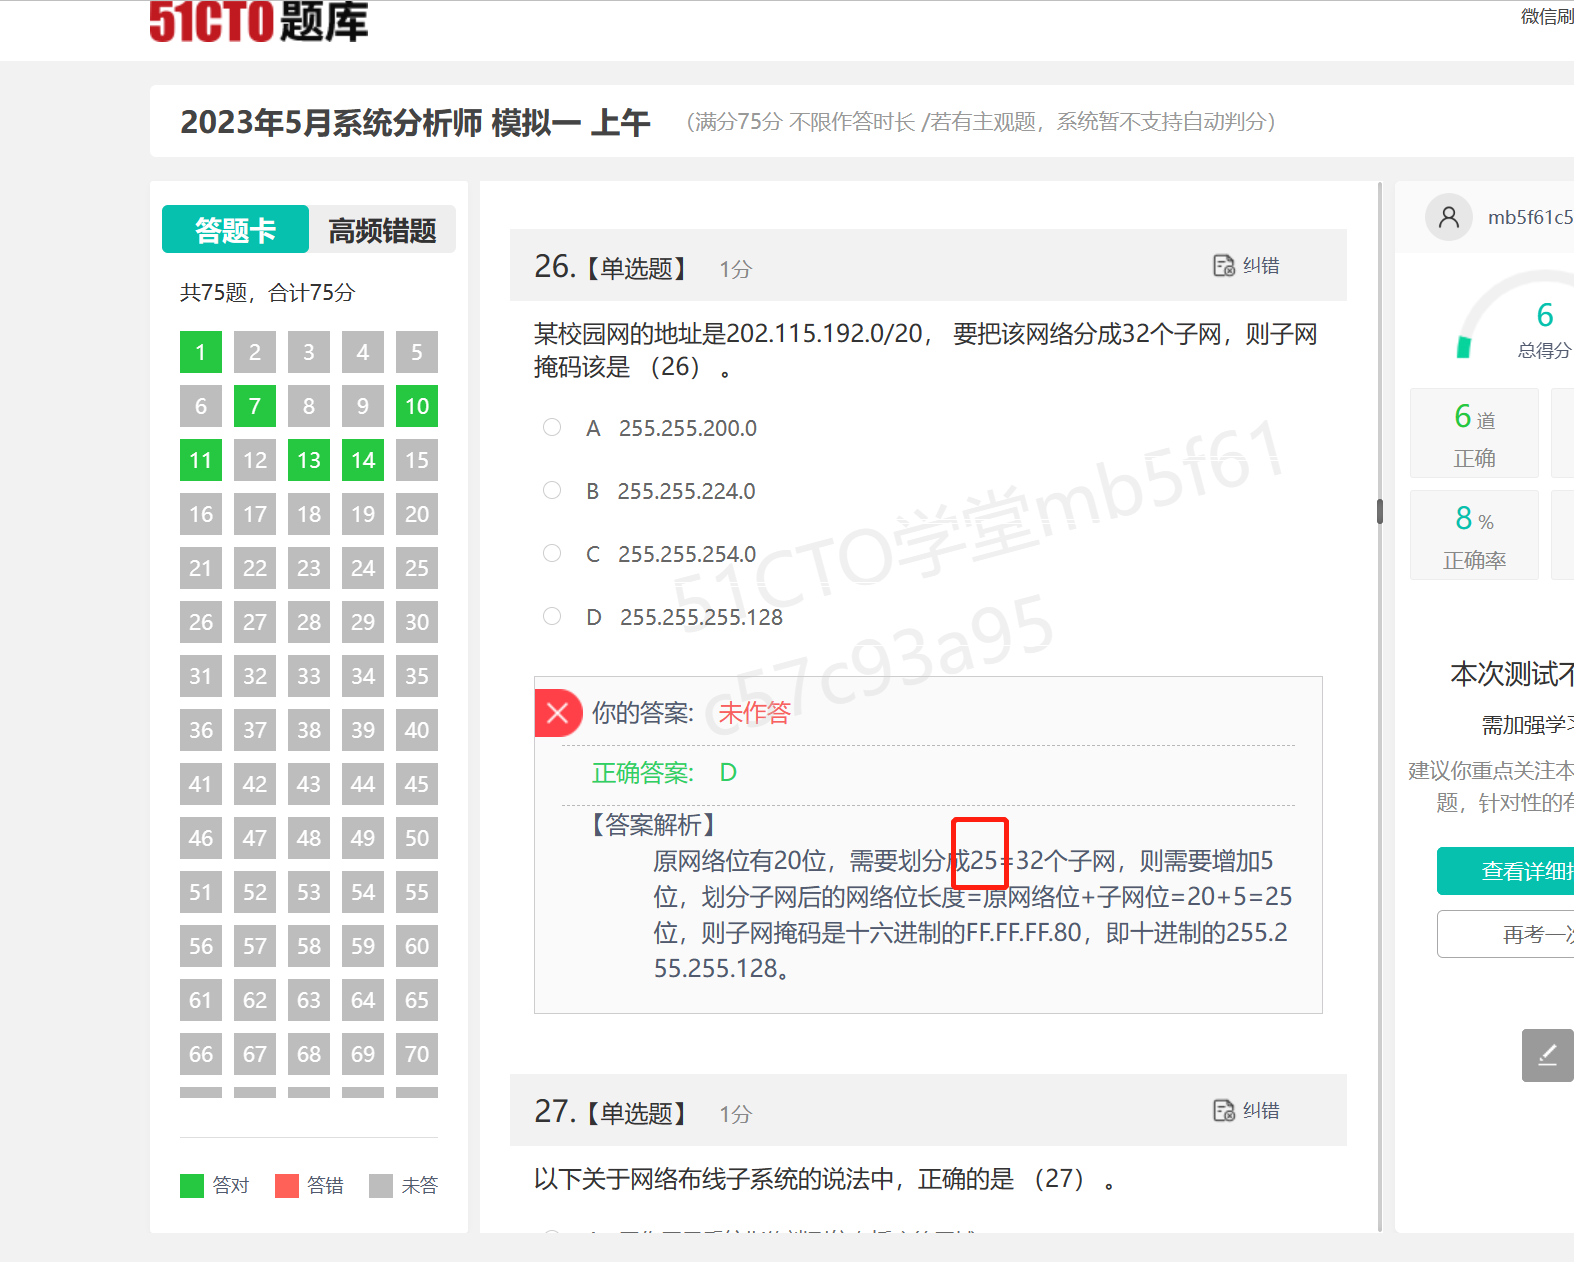 51CTO题库
微信刷
2023年5月系统分析师 模拟一 上午 （满分75分 不限作答时长 /若有主观题，系统暂不支持自动判分）
答题卡 高频错题
共75题，合计75分
1 2 3 4 5
6 7 8 9 10
11 12 13 14 15
16 17 18 19 20
21 22 23 24 25
26 27 28 29 30
31 32 33 34 35
36 37 38 39 40
41 42 43 44 45
46 47 48 49 50
51 52 53 54 55
56 57 58 59 60
61 62 63 64 65
66 67 68 69 70
答对 答错 未答
26.【单选题】 1分 纠错
某校园网的地址是202.115.192.0/20， 要把该网络分成32个子网，则子网
掩码该是 （26） 。
A 255.255.200.0
B 255.255.224.0
C 255.255.254.0
D 255.255.255.128
51CTO学堂mb5f61
c57c93a95
你的答案: 未作答
正确答案: D
【答案解析】
原网络位有20位，需要划分成25=32个子网，则需要增加5
位，划分子网后的网络位长度=原网络位+子网位=20+5=25
位，则子网掩码是十六进制的FF.FF.FF.80，即十进制的255.2
55.255.128。
27.【单选题】 1分 纠错
以下关于网络布线子系统的说法中，正确的是 （27） 。
mb5f61c5
6
总得分
6 道
正确
8 %
正确率
本次测试不
需加强学习
建议你重点关注本
题，针对性的有
查看详细
再考一次